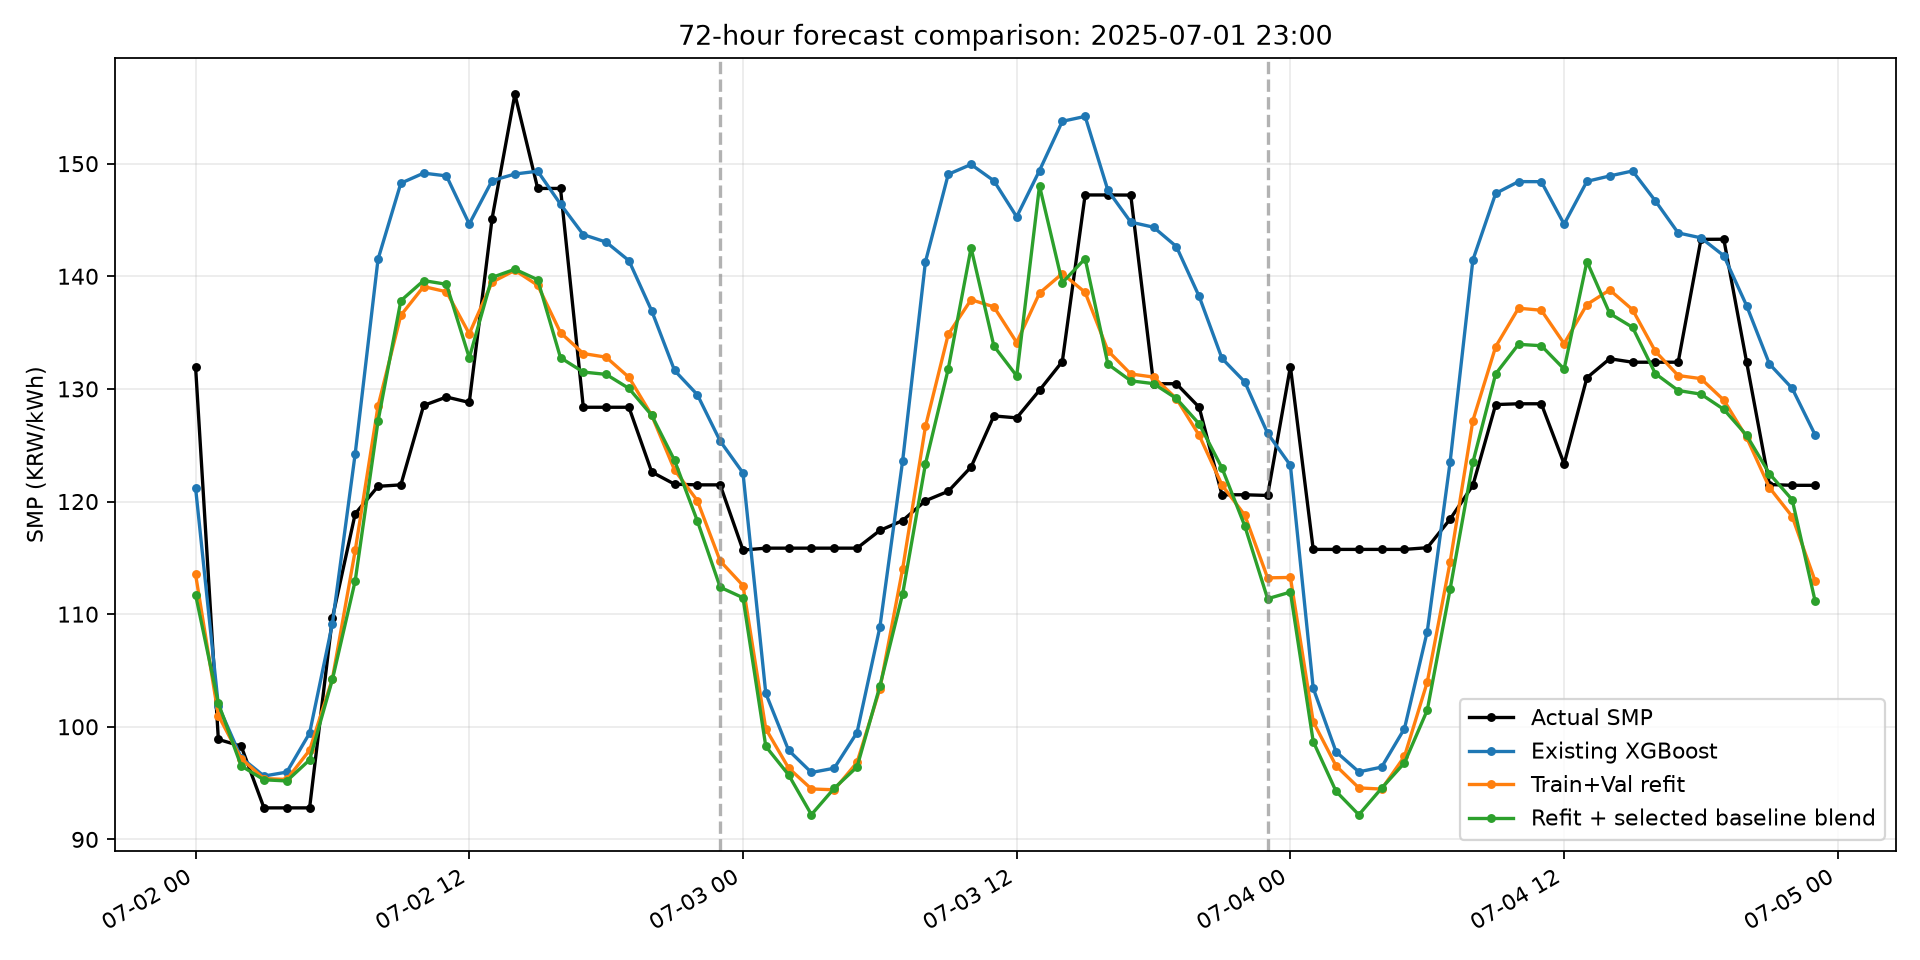 72-hour forecast comparison: 2025-07-01 23:00
SMP (KRW/kWh)
150
140
130
120
110
100
90
07-02 00
07-02 12
07-03 00
07-03 12
07-04 00
07-04 12
07-05 00
Actual SMP
Existing XGBoost
Train+Val refit
Refit + selected baseline blend